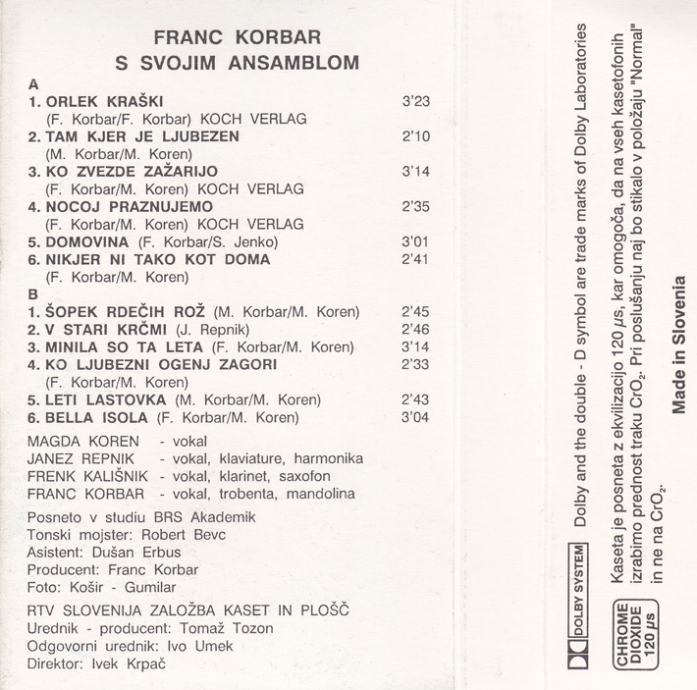 FRANC KORBAR
S SVOJIM ANSAMBLOM
A
1. ORLEK KRAŠKI 3'23
(F. Korbar/F. Korbar) KOCH VERLAG
2. TAM KJER JE LJUBEZEN 2'10
(M. Korbar/M. Koren)
3. KO ZVEZDE ZAŽARIJO 3'14
(F. Korbar/M. Koren) KOCH VERLAG
4. NOCOJ PRAZNUJEMO 2'35
(F. Korbar/M. Koren) KOCH VERLAG
5. DOMOVINA (F. Korbar/S. Jenko) 3'01
6. NIKJER NI TAKO KOT DOMA 2'41
(F. Korbar/M. Koren)
B
1. ŠOPEK RDEČIH ROŽ (M. Korbar/M. Koren) 2'45
2. V STARI KRČMI (J. Repnik) 2'46
3. MINILA SO TA LETA (F. Korbar/M. Koren) 3'14
4. KO LJUBEZNI OGENJ ZAGORI 2'33
(F. Korbar/M. Koren)
5. LETI LASTOVKA (M. Korbar/M. Koren) 2'43
6. BELLA ISOLA (F. Korbar/M. Koren) 3'04
MAGDA KOREN - vokal
JANEZ REPNIK - vokal, klaviature, harmonika
FRENK KALIŠNIK - vokal, klarinet, saxofon
FRANC KORBAR - vokal, trobenta, mandolina
Posneto v studiu BRS Akademik
Tonski mojster: Robert Bevc
Asistent: Dušan Erbus
Producent: Franc Korbar
Foto: Košir - Gumilar
RTV SLOVENIJA ZALOŽBA KASET IN PLOŠČ
Urednik - producent: Tomaž Tozon
Odgovorni urednik: Ivo Umek
Direktor: Ivek Krpač
DOLBY SYSTEM Dolby and the double - D symbol are trade marks of Dolby Laboratories
CHROME
DIOXIDE
120 µs
Kaseta je posneta z ekvilizacijo 120 µs, kar omogoča, da na vseh kasetofonih
izrabimo prednost traku CrO₂. Pri poslušanju naj bo stikalo v položaju "Normal"
in ne na CrO₂.
Made in Slovenia